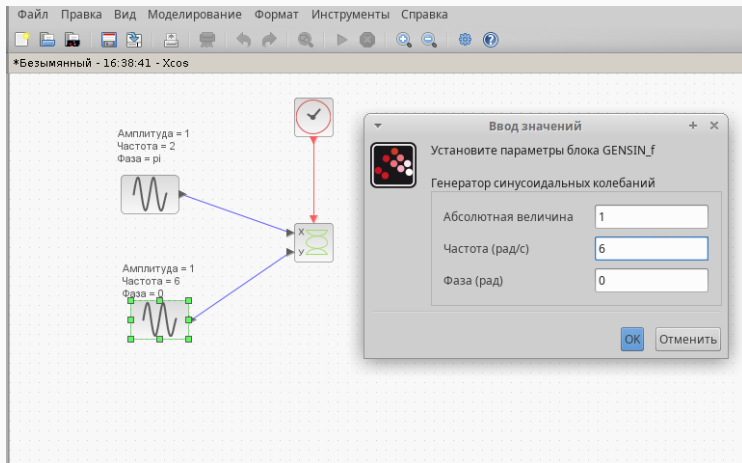 Файл Правка Вид Моделирование Формат Инструменты Справка
*Безымянный - 16:38:41 - Xcos
Амплитуда = 1
Частота = 2
Фаза = pi
X
У
Амплитуда = 1
Частота = 6
Фаза = 0
Ввод значений
Установите параметры блока GENSIN_f
Генератор синусоидальных колебаний
Абсолютная величина 1
Частота (рад/с) 6
Фаза (рад) 0
OK Отменить